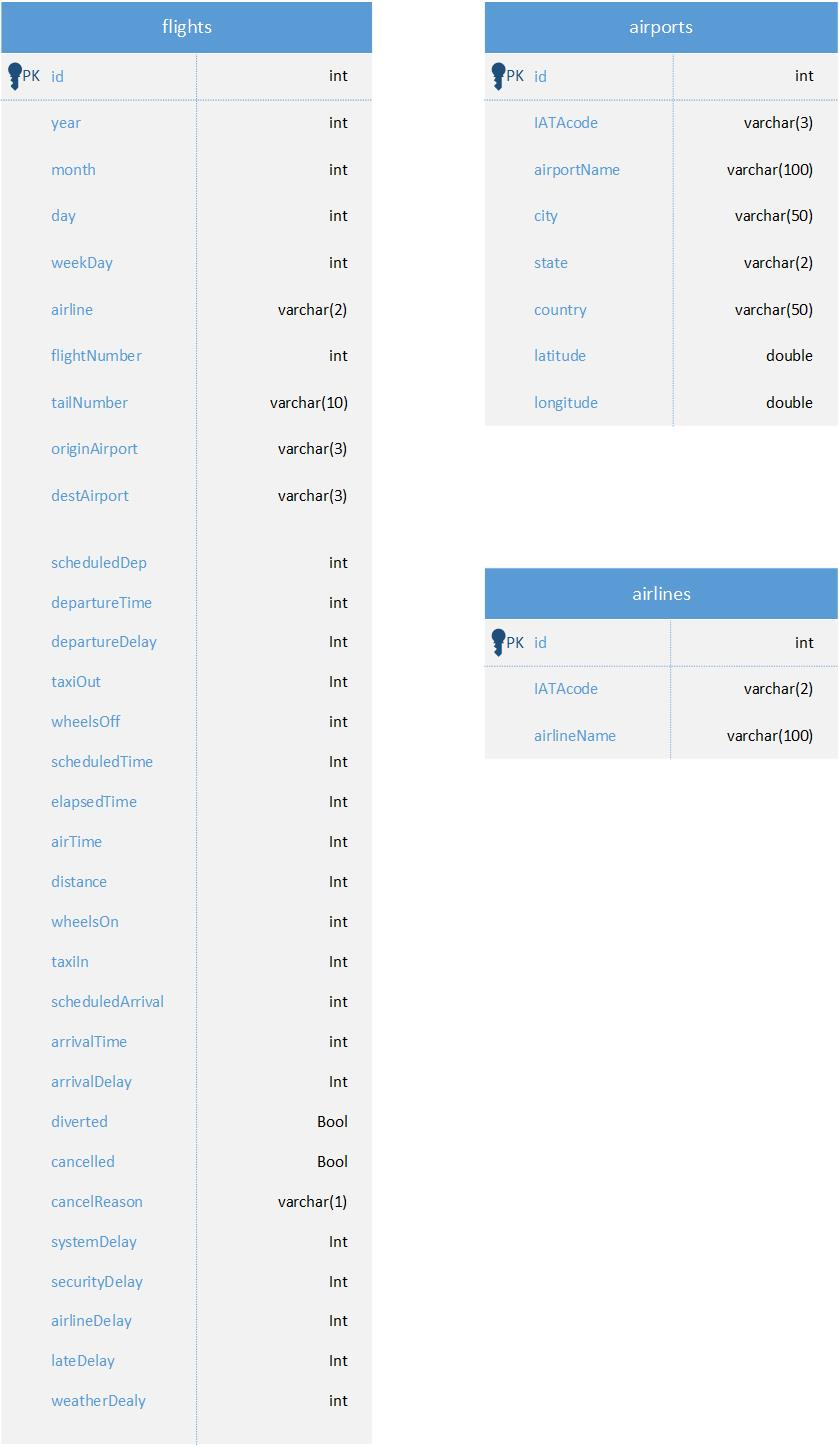 flights
PK id int
year int
month int
day int
weekDay int
airline varchar(2)
flightNumber int
tailNumber varchar(10)
originAirport varchar(3)
destAirport varchar(3)
scheduledDep int
departureTime int
departureDelay Int
taxiOut Int
wheelsOff int
scheduledTime Int
elapsedTime Int
airTime Int
distance Int
wheelsOn int
taxiIn Int
scheduledArrival int
arrivalTime int
arrivalDelay Int
diverted Bool
cancelled Bool
cancelReason varchar(1)
systemDelay Int
securityDelay Int
airlineDelay Int
lateDelay Int
weatherDealy int
airports
PK id int
IATAcode varchar(3)
airportName varchar(100)
city varchar(50)
state varchar(2)
country varchar(50)
latitude double
longitude double
airlines
PK id int
IATAcode varchar(2)
airlineName varchar(100)